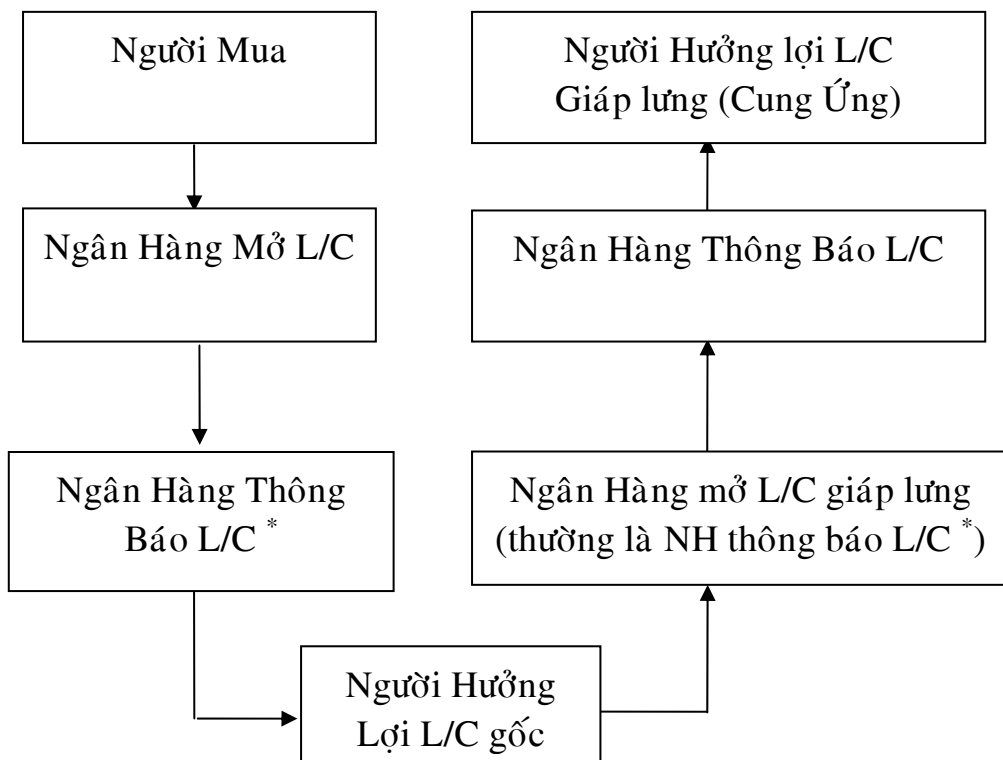 Người Mua
Người Hưởng lợi L/C
Giáp lưng (Cung Ứng)
Ngân Hàng Mở L/C
Ngân Hàng Thông Báo L/C
Ngân Hàng Thông
Báo L/C *
Ngân Hàng mở L/C giáp lưng
(thường là NH thông báo L/C *)
Người Hưởng
Lợi L/C gốc